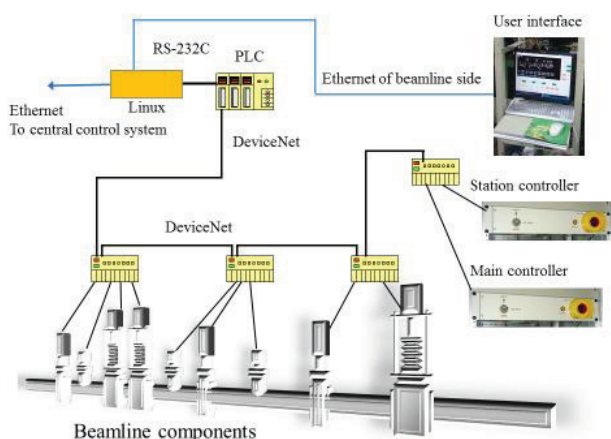 User interface
RS-232C
PLC
Ethernet of beamline side
Linux
Ethernet
To central control system
DeviceNet
Station controller
DeviceNet
Main controller
Beamline components